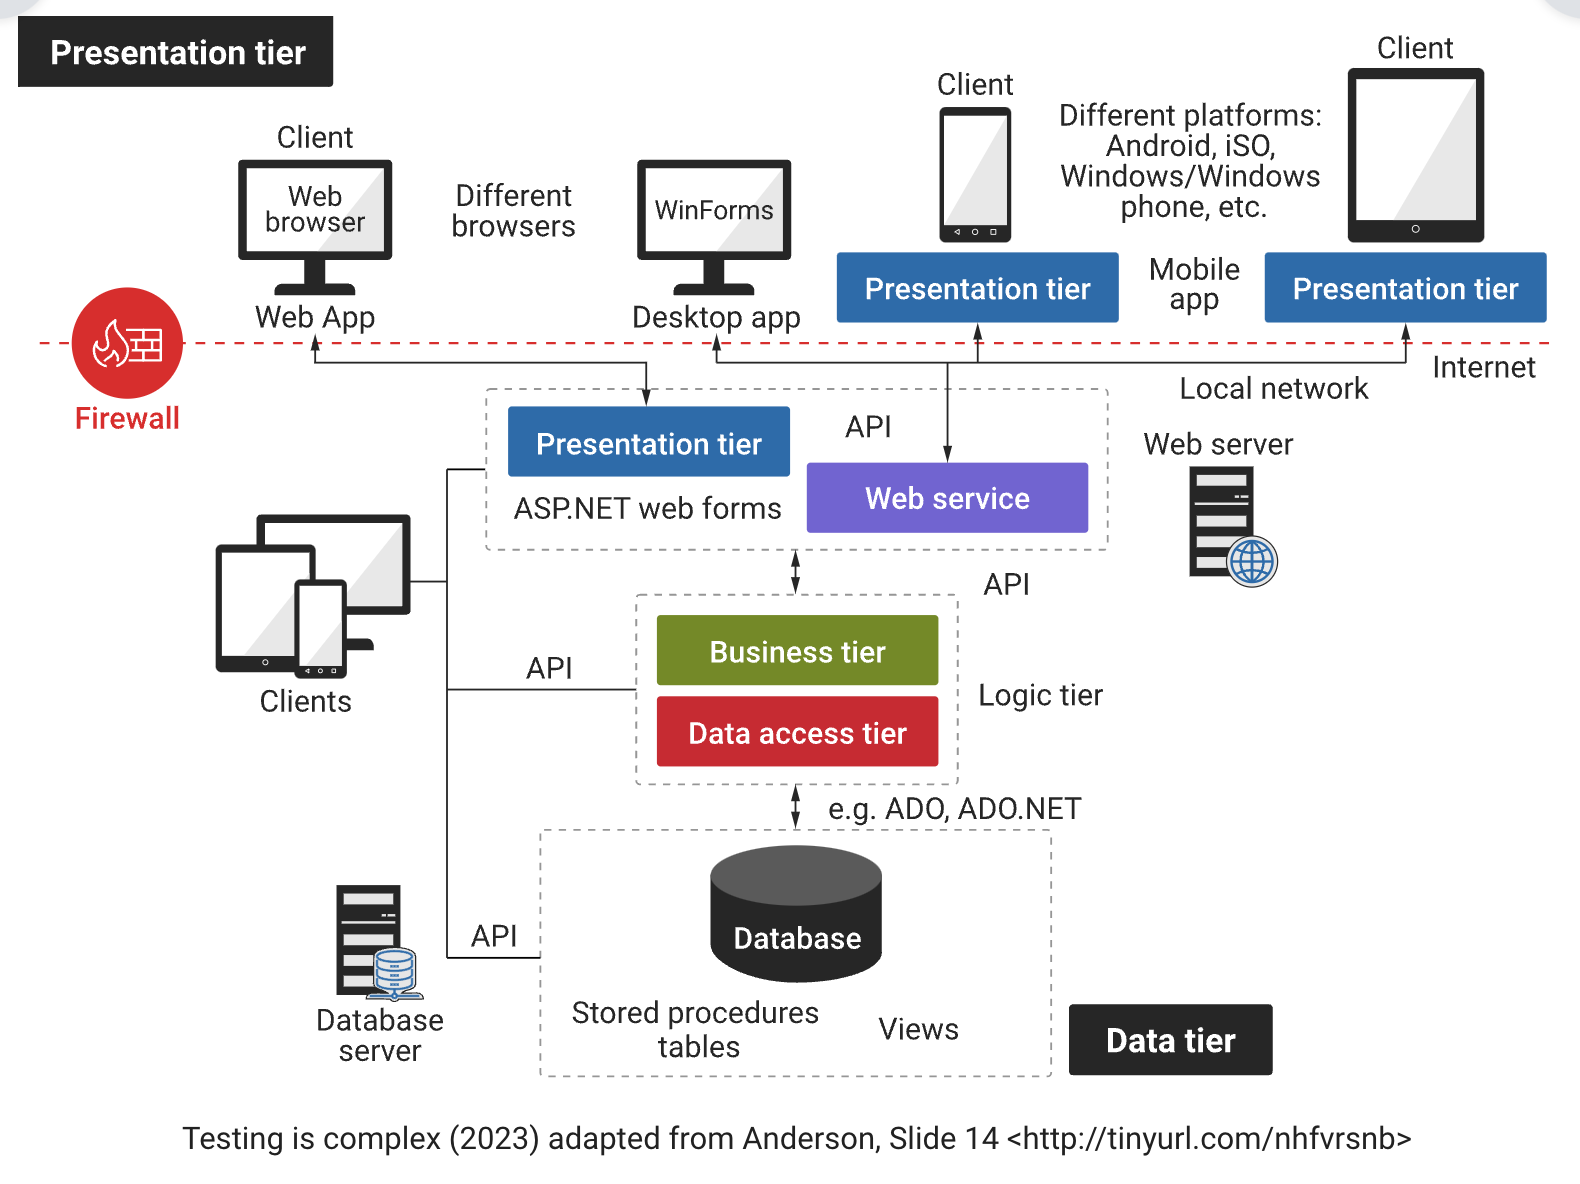 Presentation tier
Client
Client
Client
Different platforms:
Android, iSO,
Windows/Windows
phone, etc.
Web
browser
Different
browsers
WinForms
Presentation tier
Mobile
app
Presentation tier
Web App
Desktop app
Firewall
Internet
Local network
Presentation tier
API
Web server
ASP.NET web forms
Web service
API
Business tier
API
Clients
Logic tier
Data access tier
e.g. ADO, ADO.NET
Database
API
Database
server
Stored procedures
tables
Views
Data tier
Testing is complex (2023) adapted from Anderson, Slide 14 <http://tinyurl.com/nhfvrsnb>